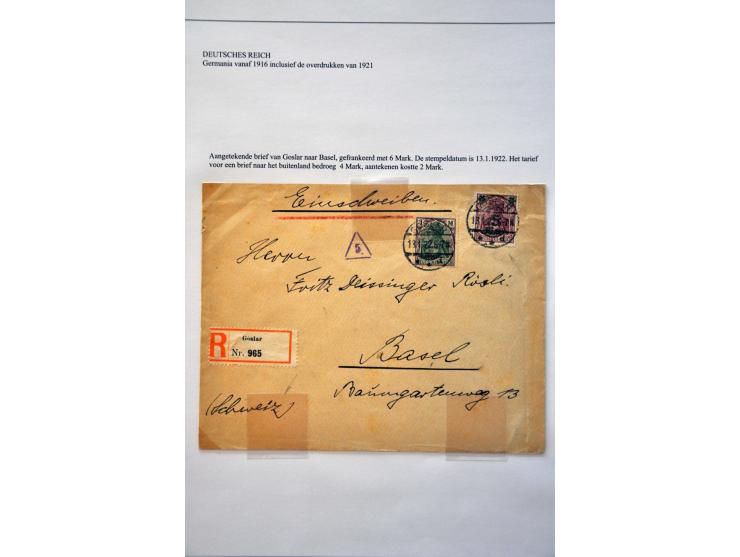 DEUTSCHES REICH
Germania vanaf 1916 inclusief de overdrukken van 1921
Aangetekende brief van Goslar naar Basel, gefrankeerd met 6 Mark. De stempeldatum is 13.1.1922. Het tarief
voor een brief naar het buitenland bedroeg 4 Mark, aantekenen kostte 2 Mark.
Einschreiben.
5.
Herrn
Fritz Deissinger Rösli.
R Goslar
Nr. 965
Basel
Baumgartenweg 13
(Schweiz)